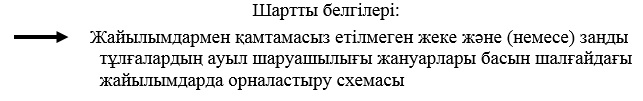 Шартты белгілері:
Жайылымдармен қамтамасыз етілмеген жеке және (немесе) заңды
тұлғалардың ауыл шаруашылығы жануарлары басын шалғайдағы
жайылымдарда орналастыру схемасы